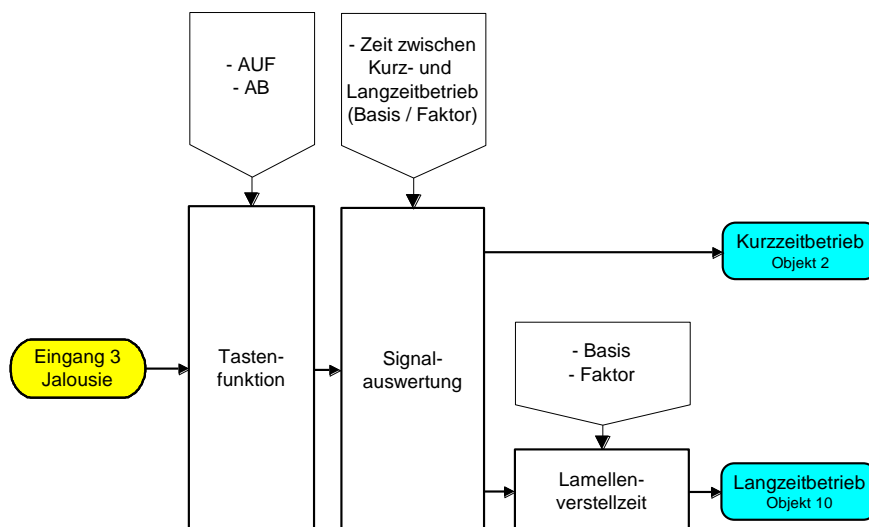 - AUF
- AB
- Zeit zwischen
Kurz- und
Langzeitbetrieb
(Basis / Faktor)
Kurzzeitbetrieb
Objekt 2
Eingang 3
Jalousie
Tasten-
funktion
Signal-
auswertung
- Basis
- Faktor
Lamellen-
verstellzeit
Langzeitbetrieb
Objekt 10